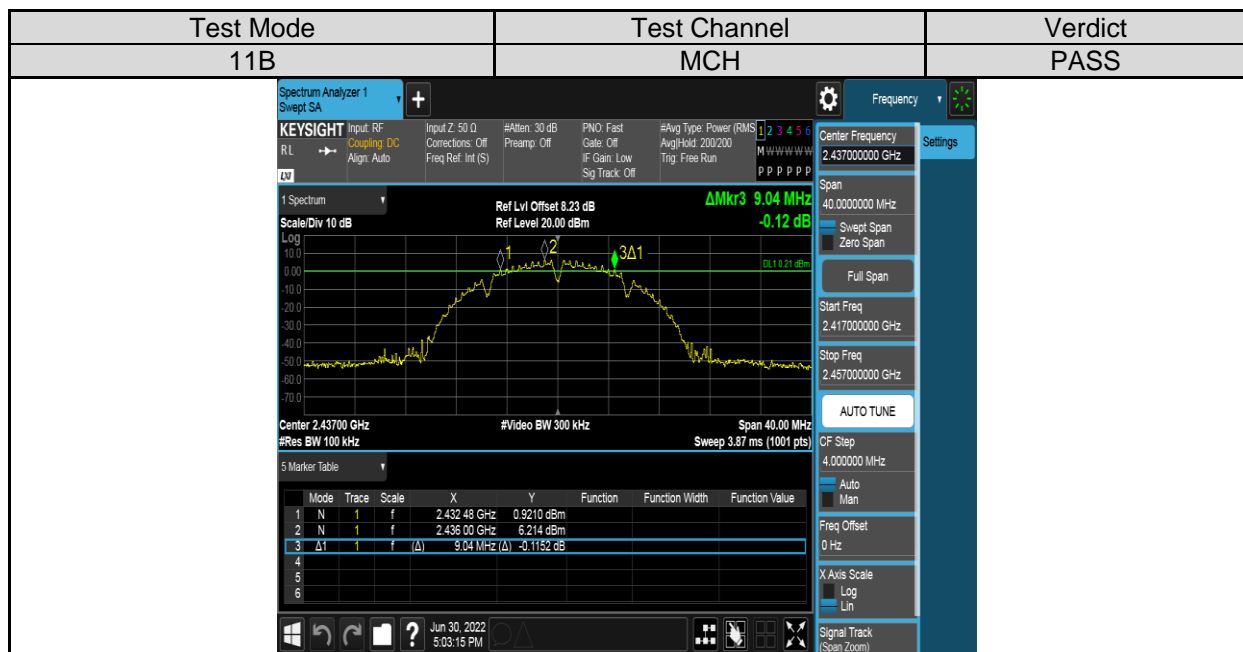 Test Mode Test Channel Verdict
11B MCH PASS
Spectrum Analyzer 1
Swept SA
+
Frequency
KEYSIGHT
RL
LXI
Input: RF
Coupling: DC
Align: Auto
Input Z: 50 Ω
Corrections: Off
Freq Ref: Int (S)
#Atten: 30 dB
Preamp: Off
PNO: Fast
Gate: Off
IF Gain: Low
Sig Track: Off
#Avg Type: Power (RMS
Avg|Hold: 200/200
Trig: Free Run
1 2 3 4 5 6
M W W W W W
P P P P P P
1 Spectrum
Scale/Div 10 dB
Ref Lvl Offset 8.23 dB
Ref Level 20.00 dBm
ΔMkr3 9.04 MHz
-0.12 dB
Log
10.0
0.00
-10.0
-20.0
-30.0
-40.0
-50.0
-60.0
-70.0
1
2
3Δ1
DL1 0.21 dBm
Center 2.43700 GHz #Video BW 300 kHz Span 40.00 MHz
#Res BW 100 kHz Sweep 3.87 ms (1001 pts)
5 Marker Table
Mode Trace Scale X Y Function Function Width Function Value
1 N 1 f 2.432 48 GHz 0.9210 dBm
2 N 1 f 2.436 00 GHz 6.214 dBm
3 Δ1 1 f (Δ) 9.04 MHz (Δ) -0.1152 dB
4
5
6
?
Jun 30, 2022
5:03:15 PM
Settings
Center Frequency
2.437000000 GHz
Span
40.0000000 MHz
Swept Span
Zero Span
Full Span
Start Freq
2.417000000 GHz
Stop Freq
2.457000000 GHz
AUTO TUNE
CF Step
4.000000 MHz
Auto
Man
Freq Offset
0 Hz
X Axis Scale
Log
Lin
Signal Track
(Span Zoom)